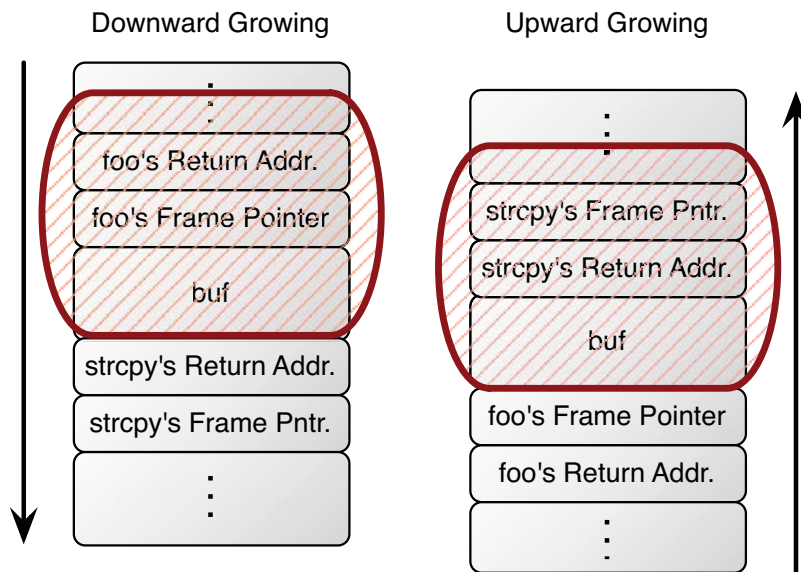 Downward Growing
foo's Return Addr.
foo's Frame Pointer
buf
strcpy's Return Addr.
strcpy's Frame Pntr.
Upward Growing
strcpy's Frame Pntr.
strcpy's Return Addr.
buf
foo's Frame Pointer
foo's Return Addr.